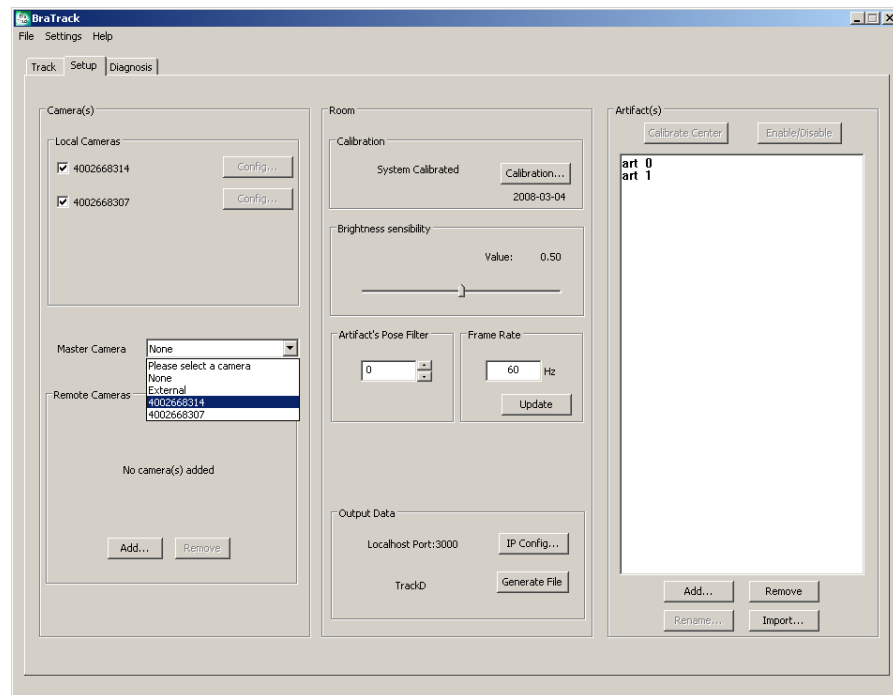 BraTrack
File Settings Help
Track Setup Diagnosis
Camera(s)
Local Cameras
4002668314 Config...
4002668307 Config...
Master Camera None
Please select a camera
None
External
4002668314
4002668307
Remote Cameras
No camera(s) added
Add... Remove
Room
Calibration
System Calibrated Calibration...
2008-03-04
Brightness sensibility
Value: 0.50
Artifact's Pose Filter
0
Frame Rate
60 Hz
Update
Output Data
Localhost Port:3000 IP Config...
TrackD Generate File
Artifact(s)
Calibrate Center Enable/Disable
art 0
art 1
Add... Remove
Rename... Import...